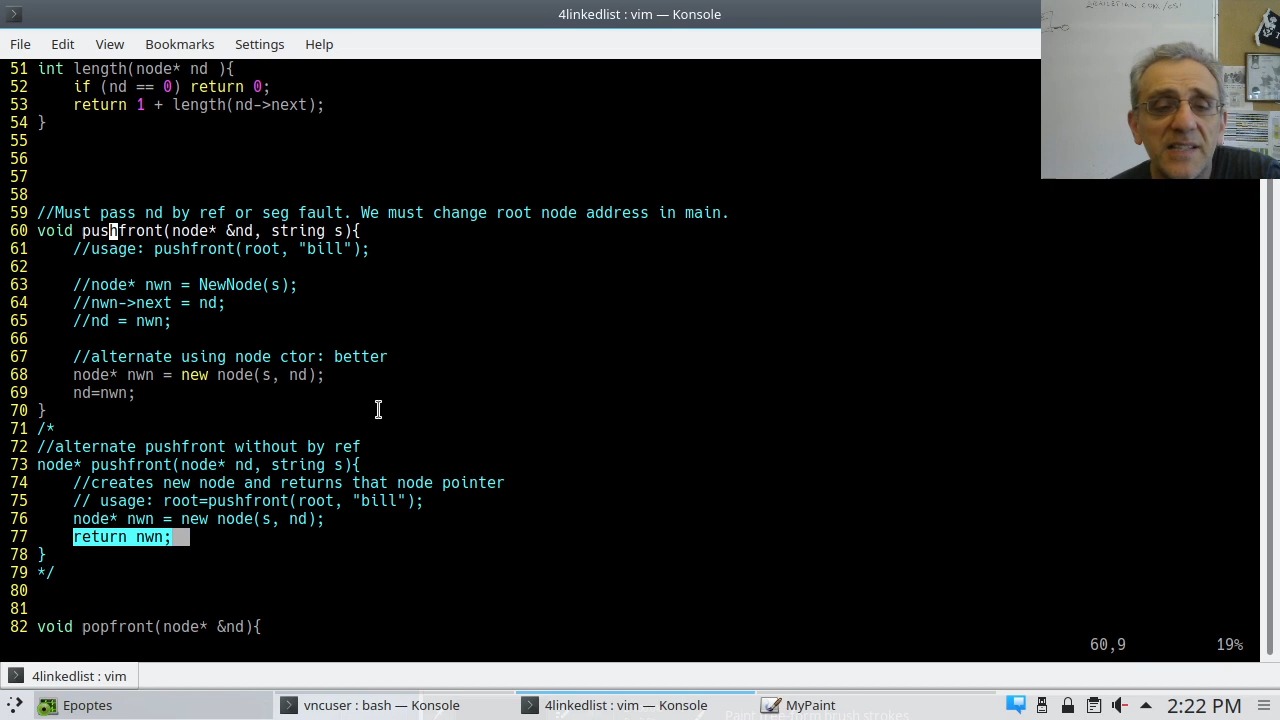 4linkedlist : vim — Konsole
File Edit View Bookmarks Settings Help
51 int length(node* nd ){
52 if (nd == 0) return 0;
53 return 1 + length(nd->next);
54 }
55
56
57
58
59 //Must pass nd by ref or seg fault. We must change root node address in main.
60 void pushfront(node* &nd, string s){
61 //usage: pushfront(root, "bill");
62
63 //node* nwn = NewNode(s);
64 //nwn->next = nd;
65 //nd = nwn;
66
67 //alternate using node ctor: better
68 node* nwn = new node(s, nd);
69 nd=nwn;
70 }
71 /*
72 //alternate pushfront without by ref
73 node* pushfront(node* nd, string s){
74 //creates new node and returns that node pointer
75 // usage: root=pushfront(root, "bill");
76 node* nwn = new node(s, nd);
77 return nwn;
78 }
79 */
80
81
82 void popfront(node* &nd){
60,9 19%
4linkedlist : vim
Epoptes vncuser : bash — Konsole 4linkedlist : vim — Konsole MyPaint 2:22 PM
Paint free-form brush strokes